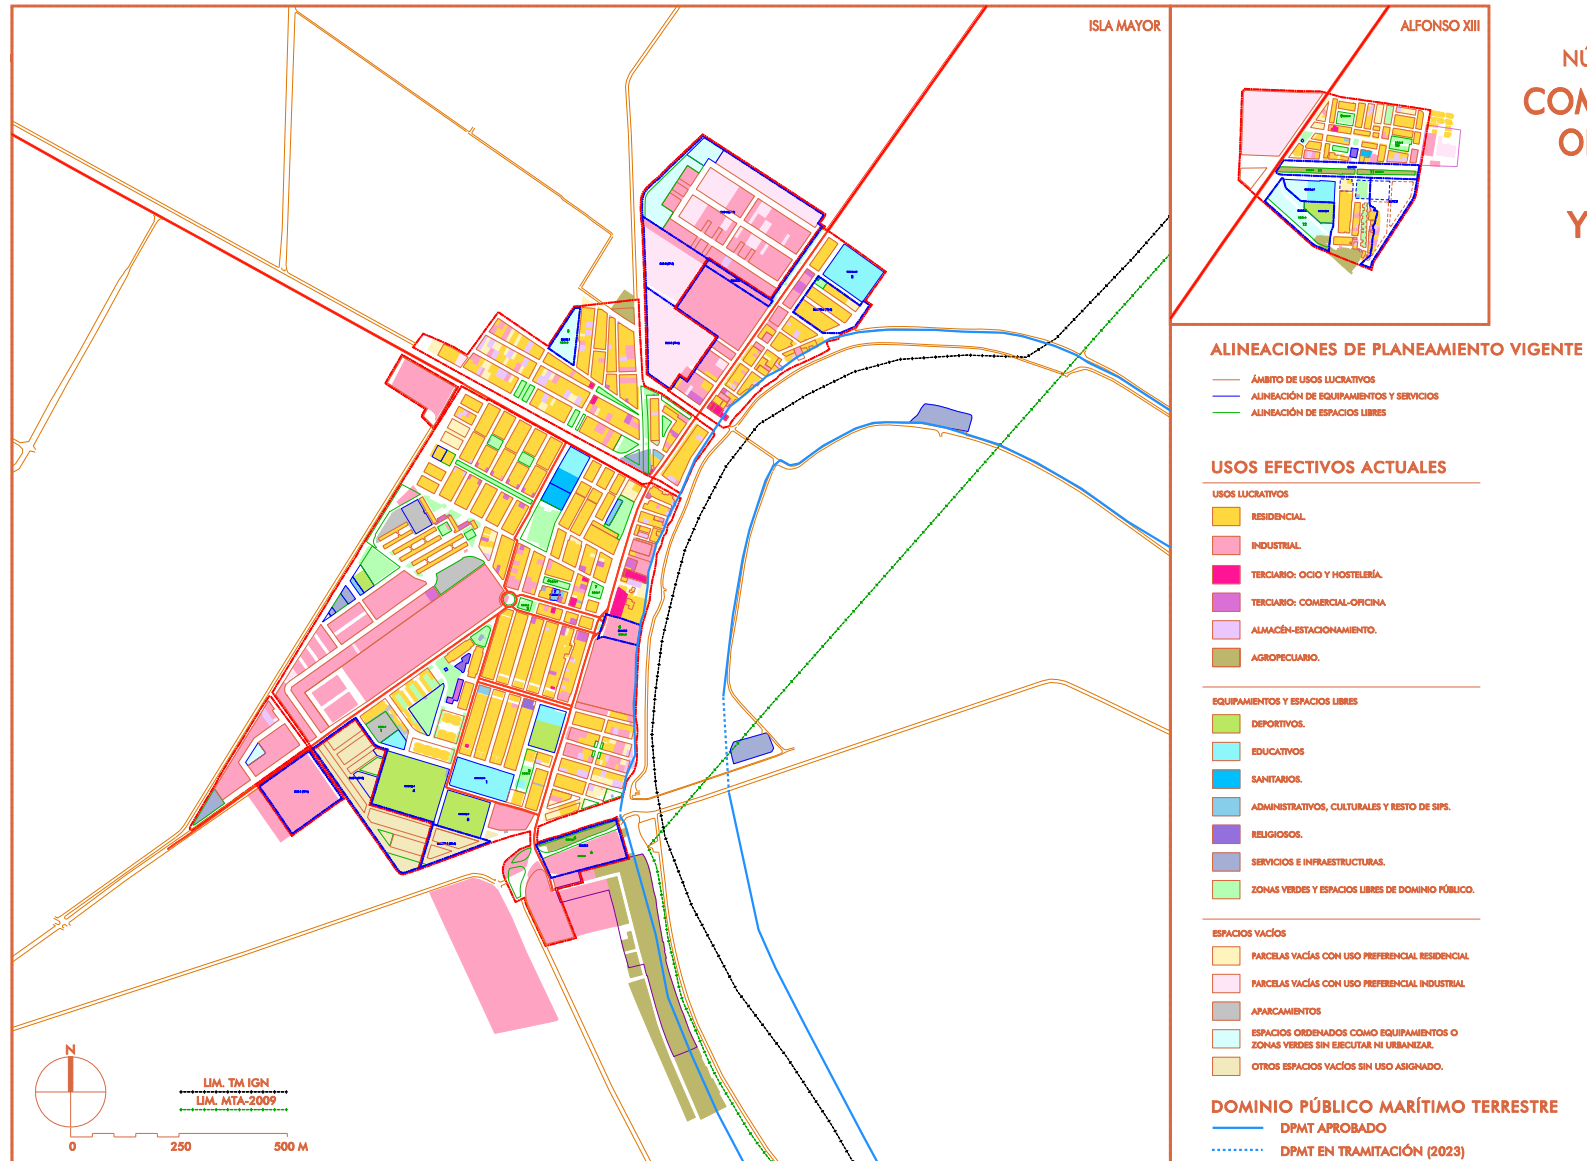 ISLA MAYOR
ALFONSO XIII
ALINEACIONES DE PLANEAMIENTO VIGENTE
ÁMBITO DE USOS LUCRATIVOS
ALINEACIÓN DE EQUIPAMIENTOS Y SERVICIOS
ALINEACIÓN DE ESPACIOS LIBRES
USOS EFECTIVOS ACTUALES
USOS LUCRATIVOS
RESIDENCIAL.
INDUSTRIAL.
TERCIARIO: OCIO Y HOSTELERÍA.
TERCIARIO: COMERCIAL-OFICINA
ALMACÉN-ESTACIONAMIENTO.
AGROPECUARIO.
EQUIPAMIENTOS Y ESPACIOS LIBRES
DEPORTIVOS.
EDUCATIVOS
SANITARIOS.
ADMINISTRATIVOS, CULTURALES Y RESTO DE SIPS.
RELIGIOSOS.
SERVICIOS E INFRAESTRUCTURAS.
ZONAS VERDES Y ESPACIOS LIBRES DE DOMINIO PÚBLICO.
ESPACIOS VACÍOS
PARCELAS VACÍAS CON USO PREFERENCIAL RESIDENCIAL
PARCELAS VACÍAS CON USO PREFERENCIAL INDUSTRIAL
APARCAMIENTOS
ESPACIOS ORDENADOS COMO EQUIPAMIENTOS O
ZONAS VERDES SIN EJECUTAR NI URBANIZAR.
OTROS ESPACIOS VACÍOS SIN USO ASIGNADO.
DOMINIO PÚBLICO MARÍTIMO TERRESTRE
DPMT APROBADO
DPMT EN TRAMITACIÓN (2023)
N
LIM. TM IGN
LIM. MTA-2009
0 250 500 M